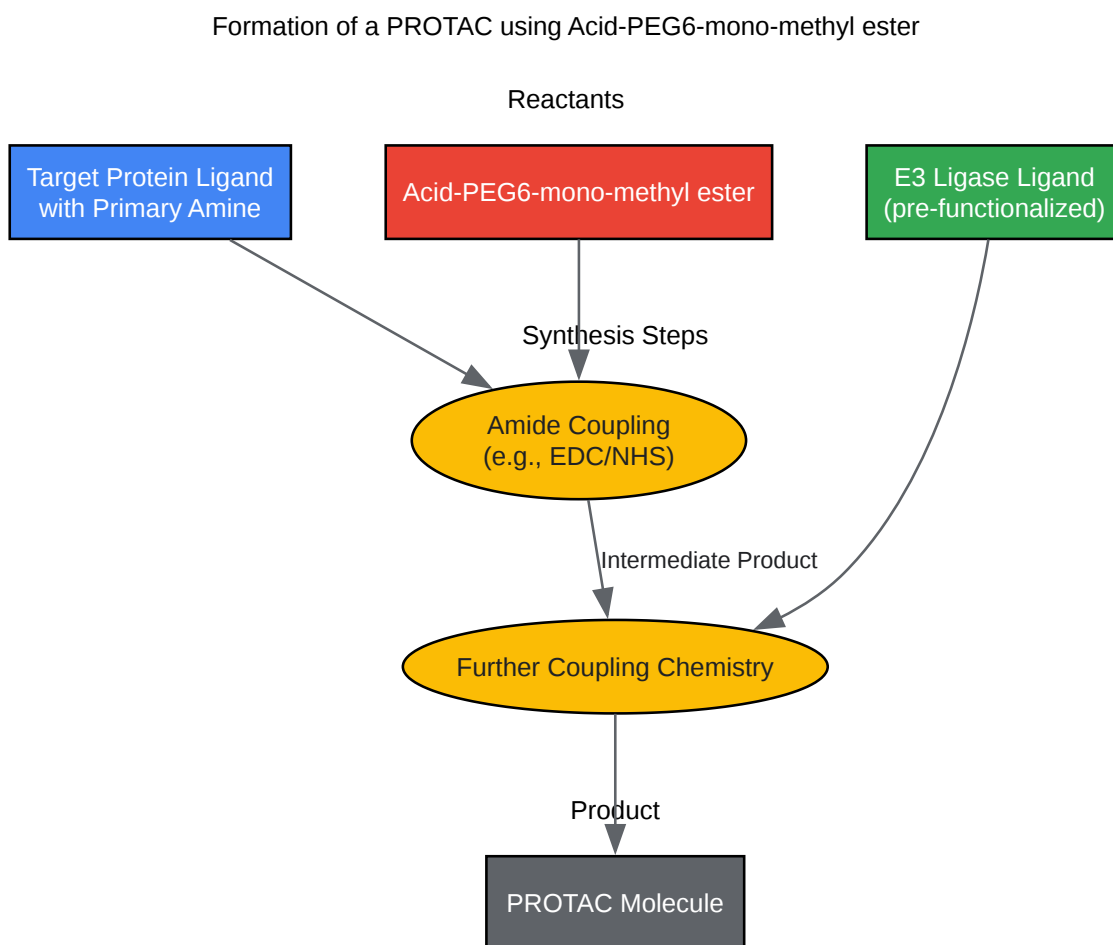 Formation of a PROTAC using Acid-PEG6-mono-methyl ester
Reactants
Target Protein Ligand
with Primary Amine
Acid-PEG6-mono-methyl ester
E3 Ligase Ligand
(pre-functionalized)
Synthesis Steps
Amide Coupling
(e.g., EDC/NHS)
Intermediate Product
Further Coupling Chemistry
Product
PROTAC Molecule